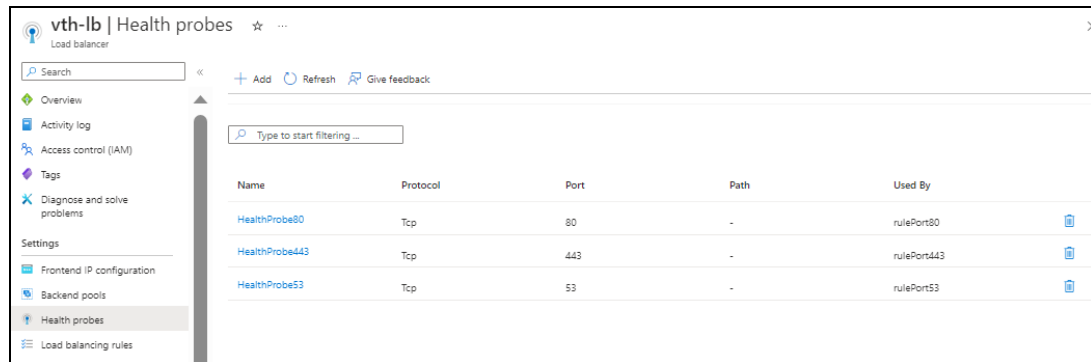 vth-lb | Health probes ☆ ...
Load balancer
Search
«
Add Refresh Give feedback
Overview
Activity log
Access control (IAM)
Tags
Diagnose and solve
problems
Settings
Frontend IP configuration
Backend pools
Health probes
Load balancing rules
Type to start filtering ...
Name Protocol Port Path Used By
HealthProbe80 Tcp 80 - rulePort80
HealthProbe443 Tcp 443 - rulePort443
HealthProbe53 Tcp 53 - rulePort53